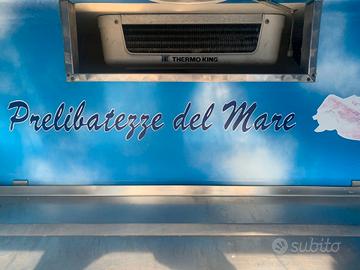 THERMO KING
Prelibatezze del Mare
subito